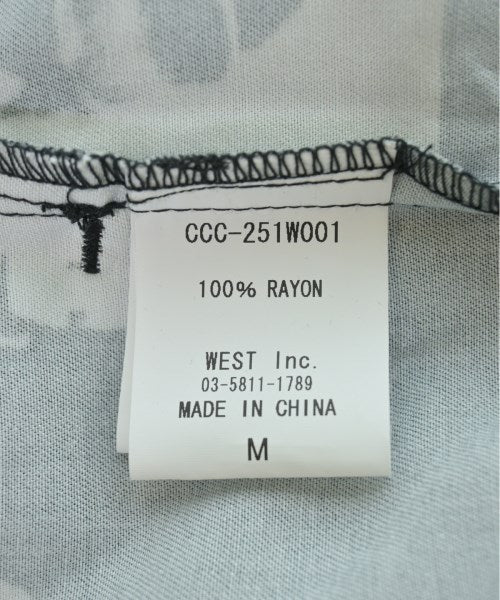 CCC-251W001
100% RAYON
WEST Inc.
03-5811-1789
MADE IN CHINA
M